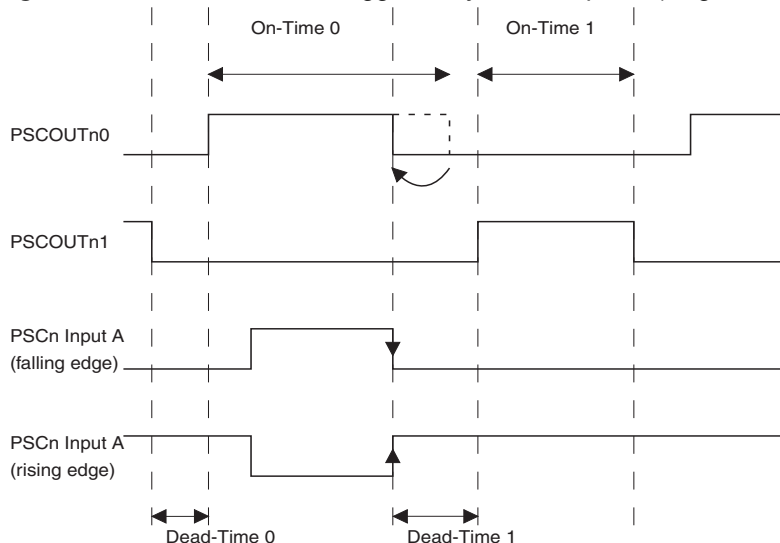 On-Time 0
On-Time 1
PSCOUTn0
PSCOUTn1
PSCn Input A
(falling edge)
PSCn Input A
(rising edge)
Dead-Time 0
Dead-Time 1